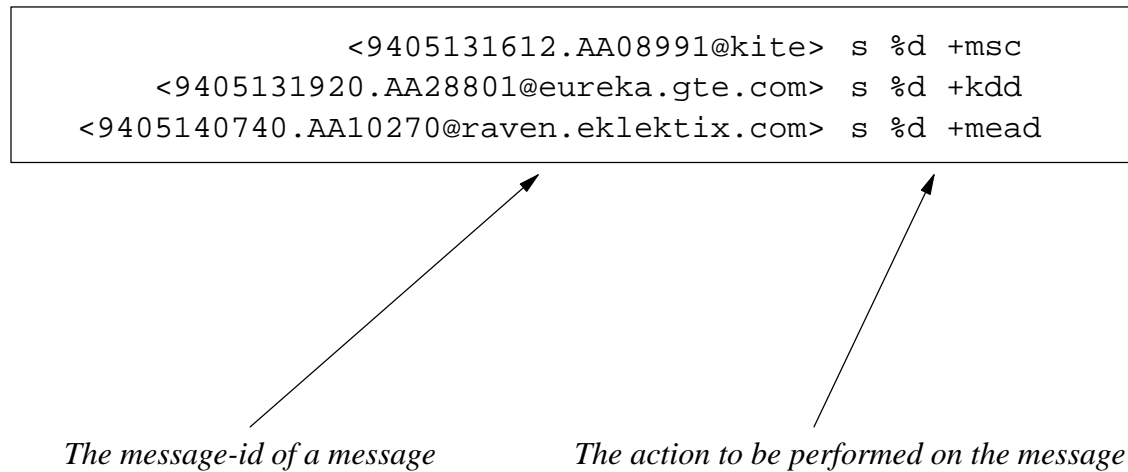 <9405131612.AA08991@kite> s %d +msc
<9405131920.AA28801@eureka.gte.com> s %d +kdd
<9405140740.AA10270@raven.eklektix.com> s %d +mead
The message-id of a message
The action to be performed on the message